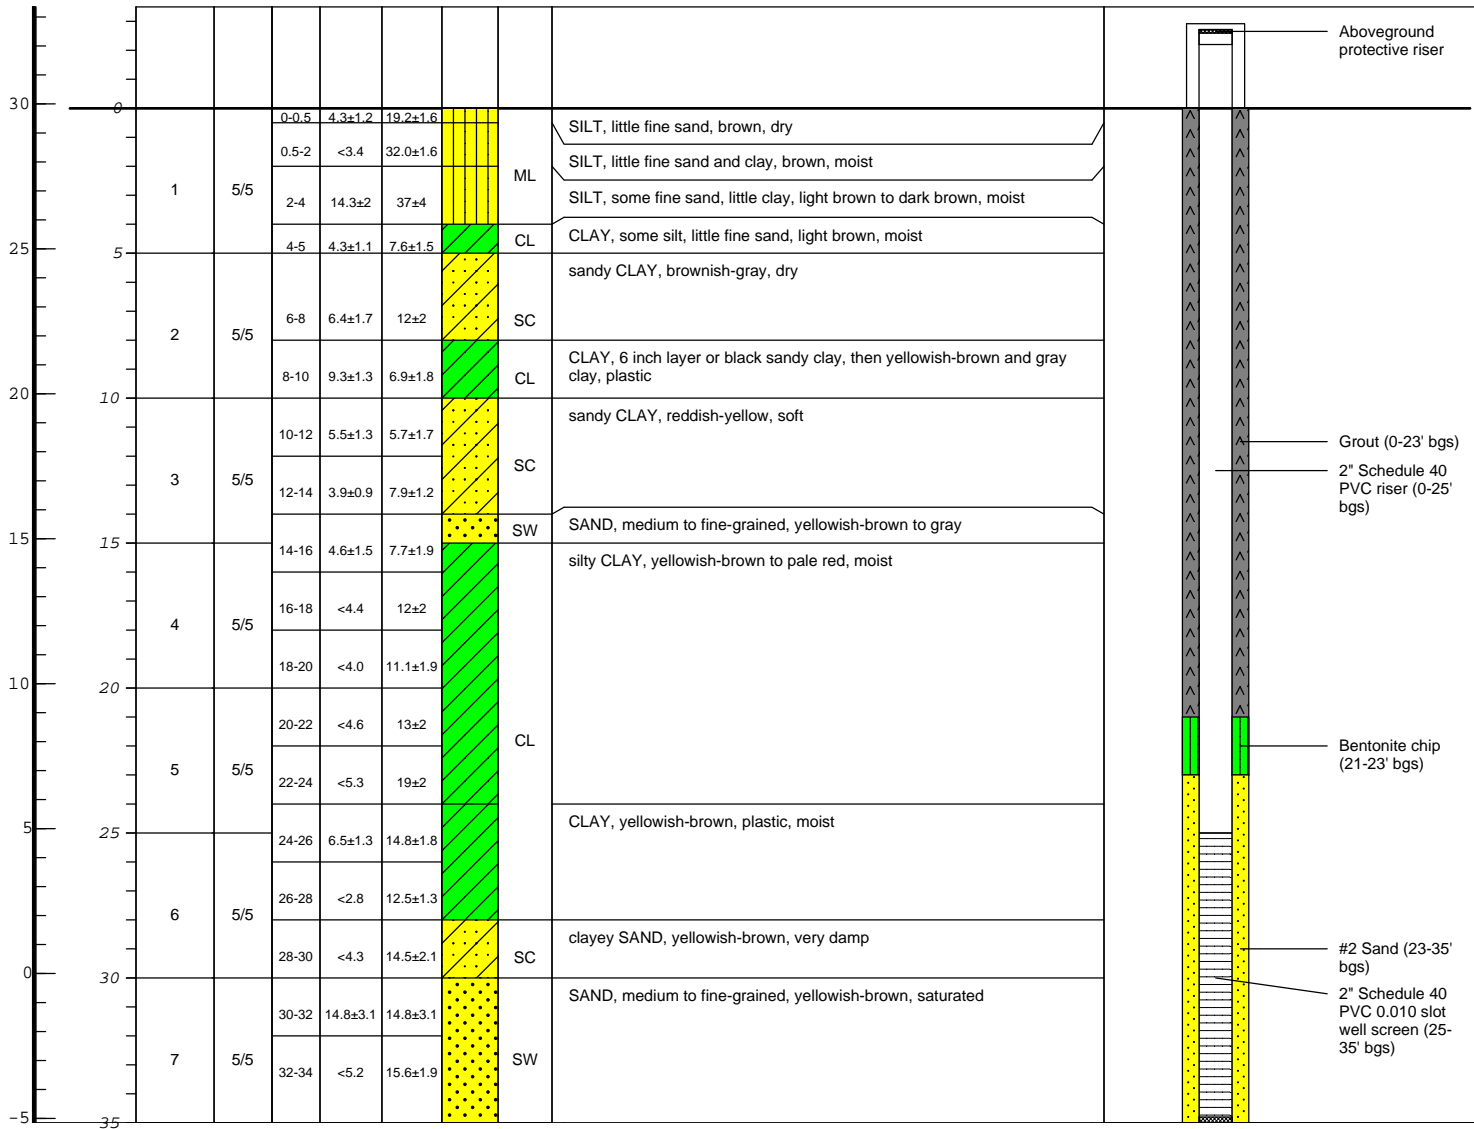 Aboveground
protective riser
30
0
0-0.5 4.3±1.2 19.2±1.6
SILT, little fine sand, brown, dry
0.5-2 <3.4 32.0±1.6
SILT, little fine sand and clay, brown, moist
ML
1 5/5
2-4 14.3±2 37±4
SILT, some fine sand, little clay, light brown to dark brown, moist
25
4-5 4.3±1.1 7.6±1.5
CL
CLAY, some silt, little fine sand, light brown, moist
5
sandy CLAY, brownish-gray, dry
6-8 6.4±1.7 12±2
SC
2 5/5
CLAY, 6 inch layer or black sandy clay, then yellowish-brown and gray
clay, plastic
8-10 9.3±1.3 6.9±1.8
CL
20
10
sandy CLAY, reddish-yellow, soft
10-12 5.5±1.3 5.7±1.7
Grout (0-23' bgs)
SC
2" Schedule 40
PVC riser (0-25'
bgs)
3 5/5
12-14 3.9±0.9 7.9±1.2
SW
SAND, medium to fine-grained, yellowish-brown to gray
15
15
14-16 4.6±1.5 7.7±1.9
silty CLAY, yellowish-brown to pale red, moist
16-18 <4.4 12±2
4 5/5
18-20 <4.0 11.1±1.9
10
20
20-22 <4.6 13±2
CL
Bentonite chip
(21-23' bgs)
5 5/5
22-24 <5.3 19±2
5
25
CLAY, yellowish-brown, plastic, moist
24-26 6.5±1.3 14.8±1.8
26-28 <2.8 12.5±1.3
6 5/5
clayey SAND, yellowish-brown, very damp
28-30 <4.3 14.5±2.1
SC
#2 Sand (23-35'
bgs)
0
30
SAND, medium to fine-grained, yellowish-brown, saturated
2" Schedule 40
PVC 0.010 slot
well screen (25-
35' bgs)
30-32 14.8±3.1 14.8±3.1
7 5/5
SW
32-34 <5.2 15.6±1.9
-5
35